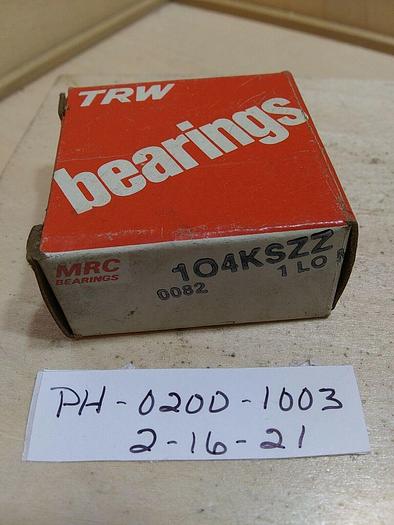 TRW
bearings
MRC
BEARINGS
104KSZZ
0082 1 LO
PH-0200-1003
2-16-21